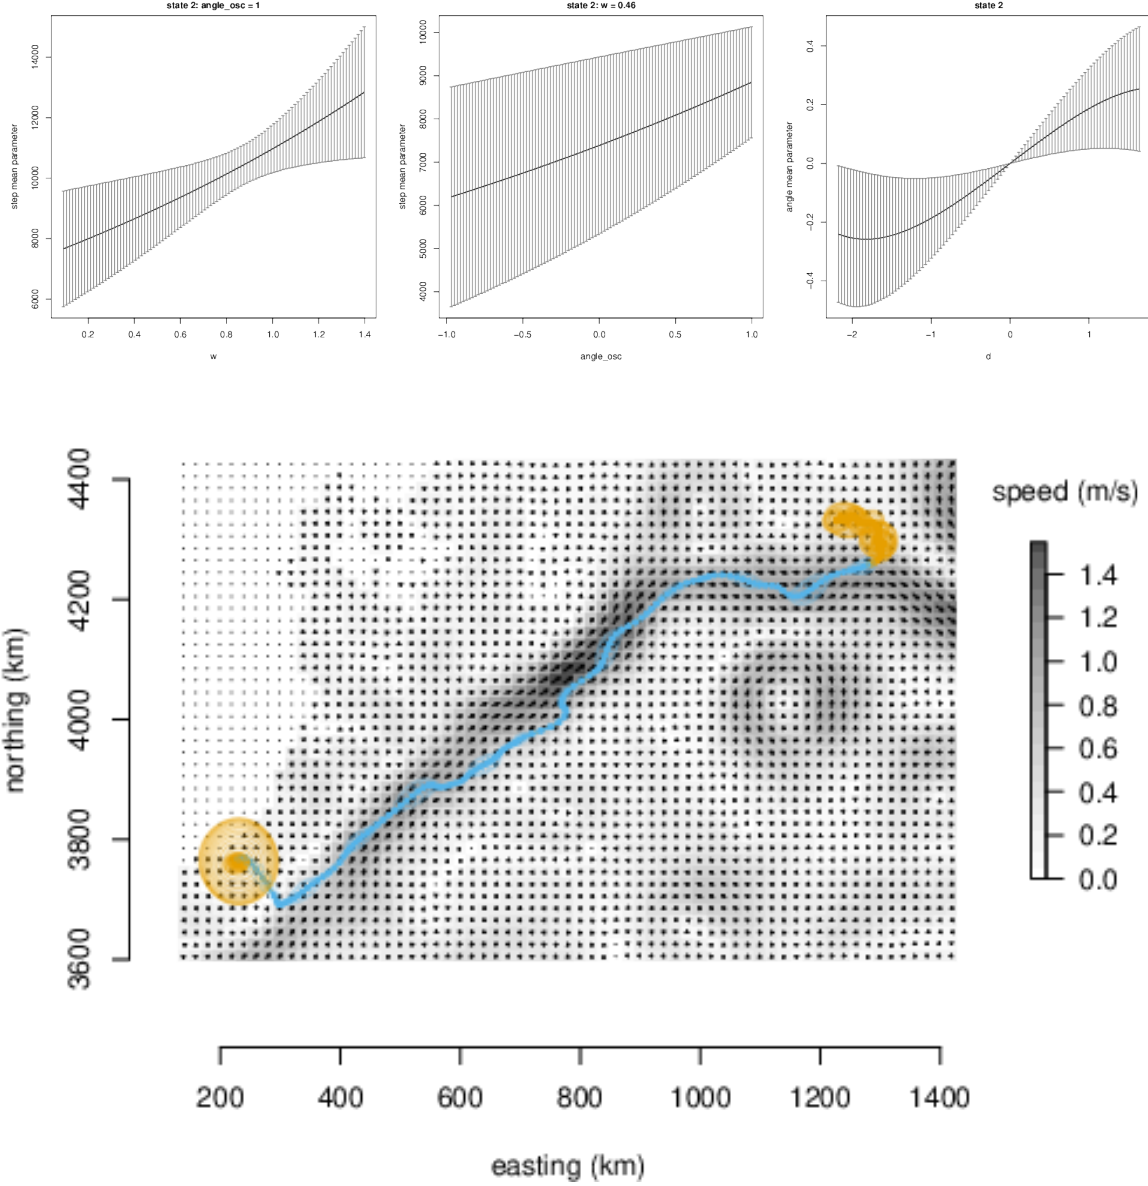 state 2: angle_osc = 1
step mean parameter
6000 8000 10000 12000 14000
0.2 0.4 0.6 0.8 1.0 1.2 1.4
w
state 2: w = 0.46
step mean parameter
4000 5000 6000 7000 8000 9000 10000
−1.0 −0.5 0.0 0.5 1.0
angle_osc
state 2
angle mean parameter
−0.4 −0.2 0.0 0.2 0.4
−2 −1 0 1
d
northing (km)
3600 3800 4000 4200 4400
200 400 600 800 1000 1200 1400
easting (km)
speed (m/s)
1.4
1.2
1.0
0.8
0.6
0.4
0.2
0.0